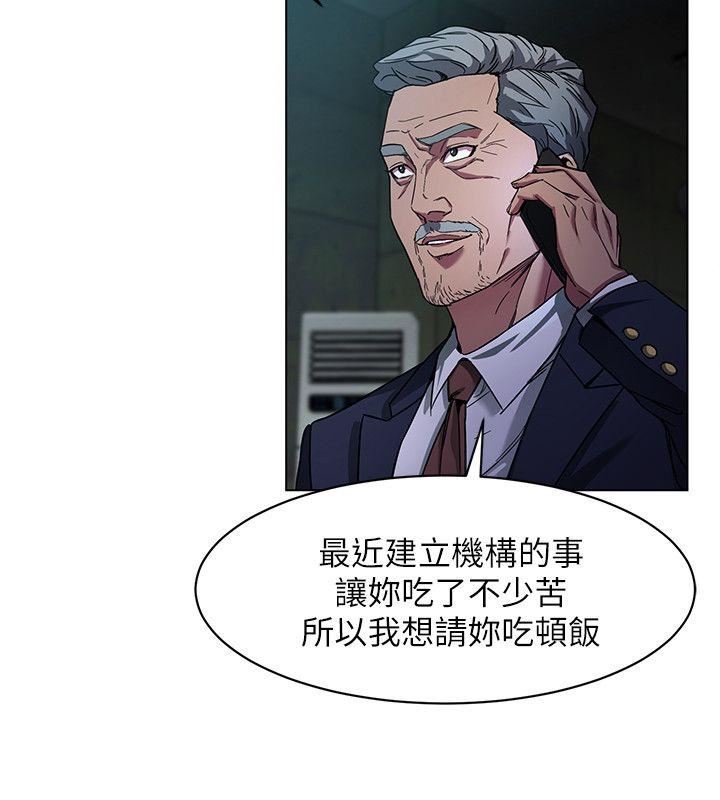 最近建立機構的事
讓妳吃了不少苦
所以我想請妳吃頓飯